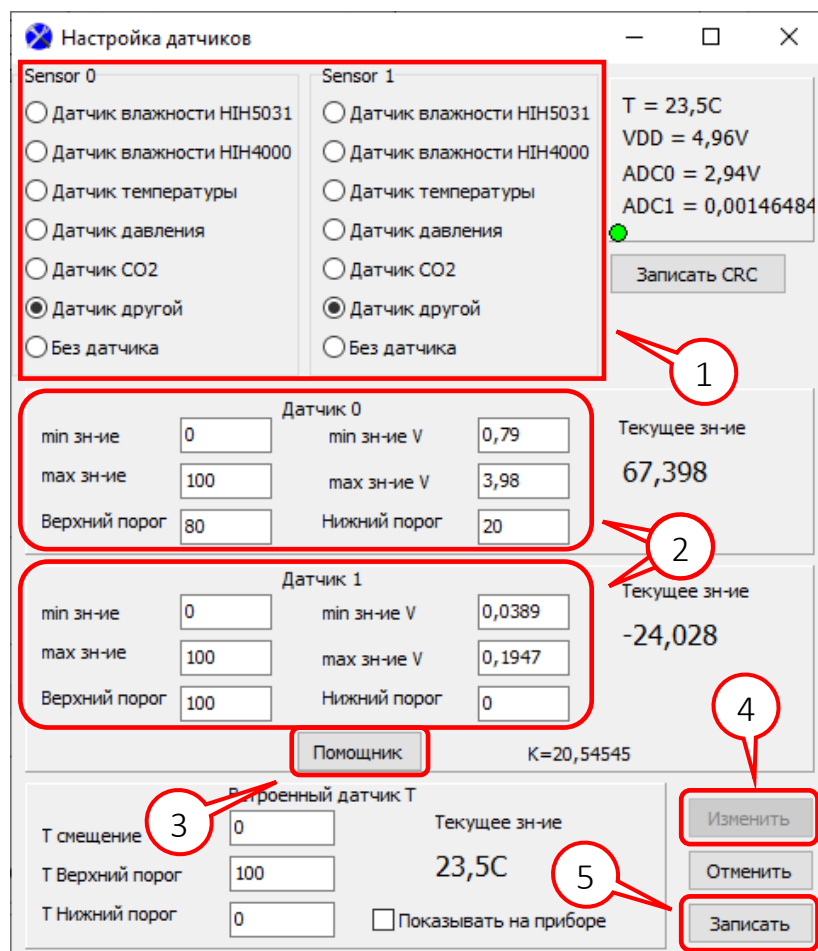 Настройка датчиков
Sensor 0
Датчик влажности HIH5031
Датчик влажности HIH4000
Датчик температуры
Датчик давления
Датчик CO2
Датчик другой
Без датчика
Sensor 1
Датчик влажности HIH5031
Датчик влажности HIH4000
Датчик температуры
Датчик давления
Датчик CO2
Датчик другой
Без датчика
T = 23,5C
VDD = 4,96V
ADC0 = 2,94V
ADC1 = 0,00146484
Записать CRC
1
Датчик 0
min зн-ие 0 min зн-ие V 0,79
max зн-ие 100 max зн-ие V 3,98
Верхний порог 80 Нижний порог 20
Текущее зн-ие
67,398
2
Датчик 1
min зн-ие 0 min зн-ие V 0,0389
max зн-ие 100 max зн-ие V 0,1947
Верхний порог 100 Нижний порог 0
Текущее зн-ие
-24,028
Помощник K=20,54545
4
3
датчик T
T смещение 0
T Верхний порог 100
T Нижний порог 0
Текущее зн-ие
23,5C
Показывать на приборе
5
Изменить
Отменить
Записать